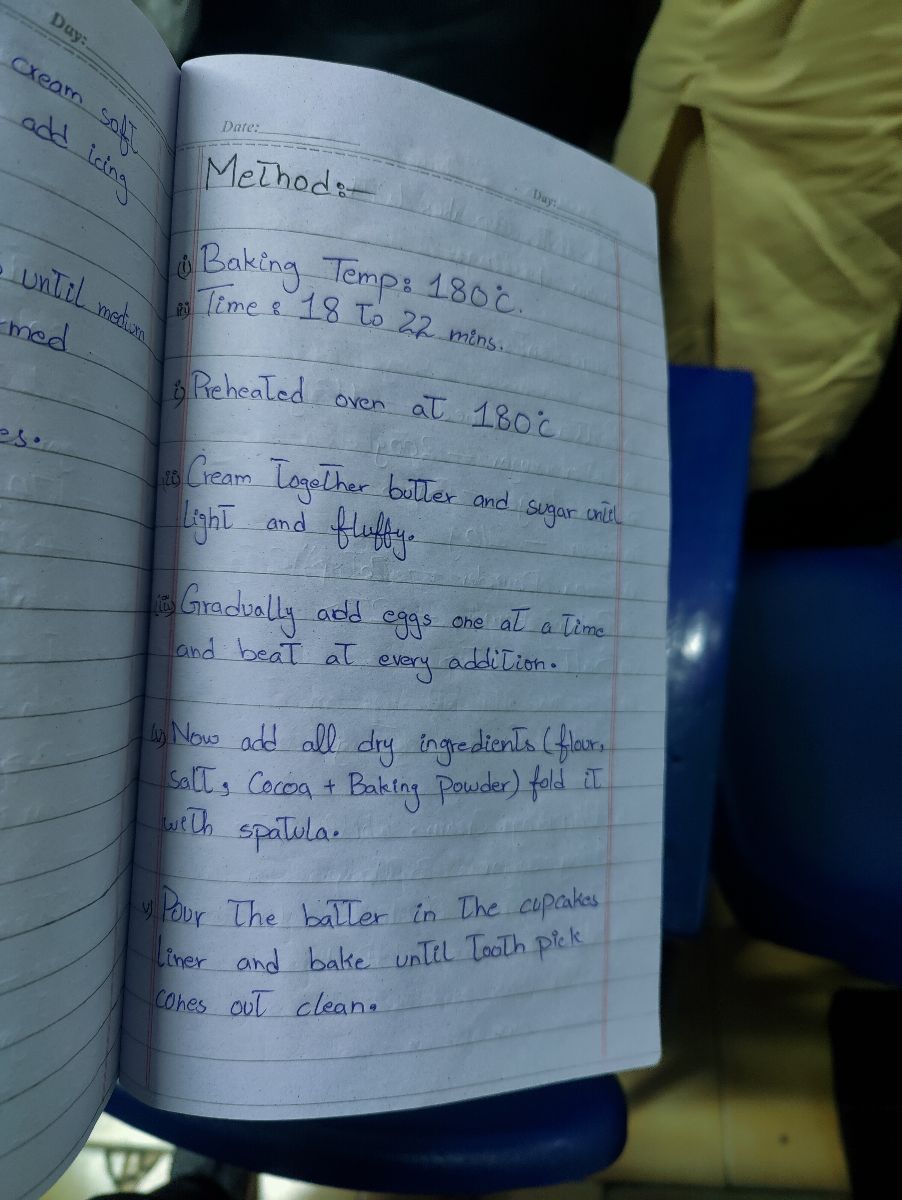 Day:
cream soft
add icing
until medium
med
es.
Date:
Day:
Method:-
i) Baking Temp: 180°c.
ii) Time: 18 to 22 mins.
i) Preheated oven at 180°c
ii) Cream together butter and sugar until
light and fluffy.
iii) Gradually add eggs one at a time
and beat at every addition.
iv) Now add all dry ingredients (flour,
salt, Cocoa + Baking Powder) fold it
with spatula.
v) Pour the batter in the cupcakes
liner and bake until tooth pick
cones out clean.